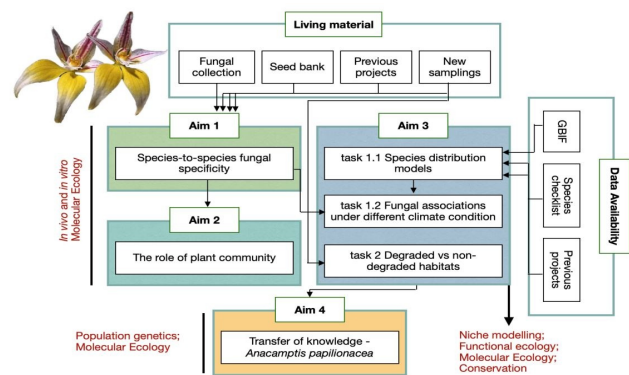 Living material
Fungal
collection
Seed bank
Previous
projects
New
samplings
Aim 1
Species-to-species fungal
specificity
Aim 2
The role of plant community
In vivo and in vitro
Molecular Ecology
Aim 3
task 1.1 Species distribution
models
task 1.2 Fungal associations
under different climate condition
task 2 Degraded vs non-
degraded habitats
GBIF
Species
checklist
Previous
projects
Data Availability
Aim 4
Transfer of knowledge -
Anacamptis papilionacea
Population genetics;
Molecular Ecology
Niche modelling;
Functional ecology;
Molecular Ecology;
Conservation